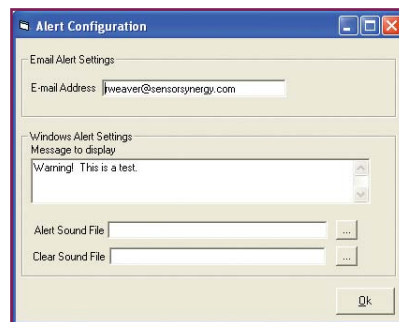 Alert Configuration
Email Alert Settings
E-mail Address rweaver@sensorsynergy.com
Windows Alert Settings
Message to display
Warning! This is a test.
Alert Sound File ...
Clear Sound File ...
Ok